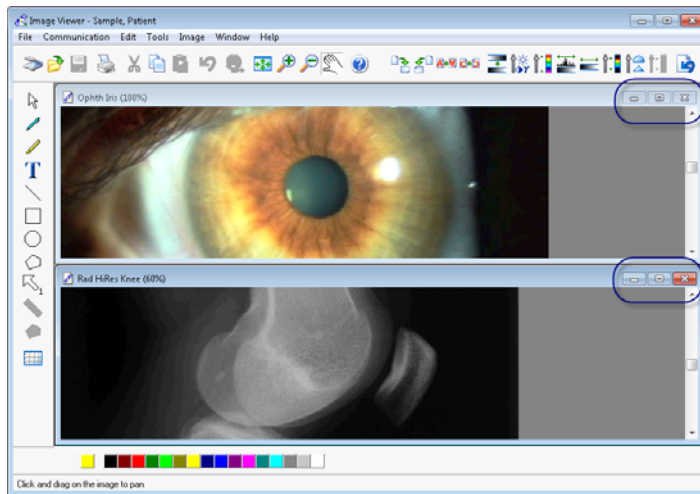 Image Viewer - Sample, Patient
File Communication Edit Tools Image Window Help
Ophth Iris (100%)
T
Rad HiRes Knee (60%)
1
Click and drag on the image to pan